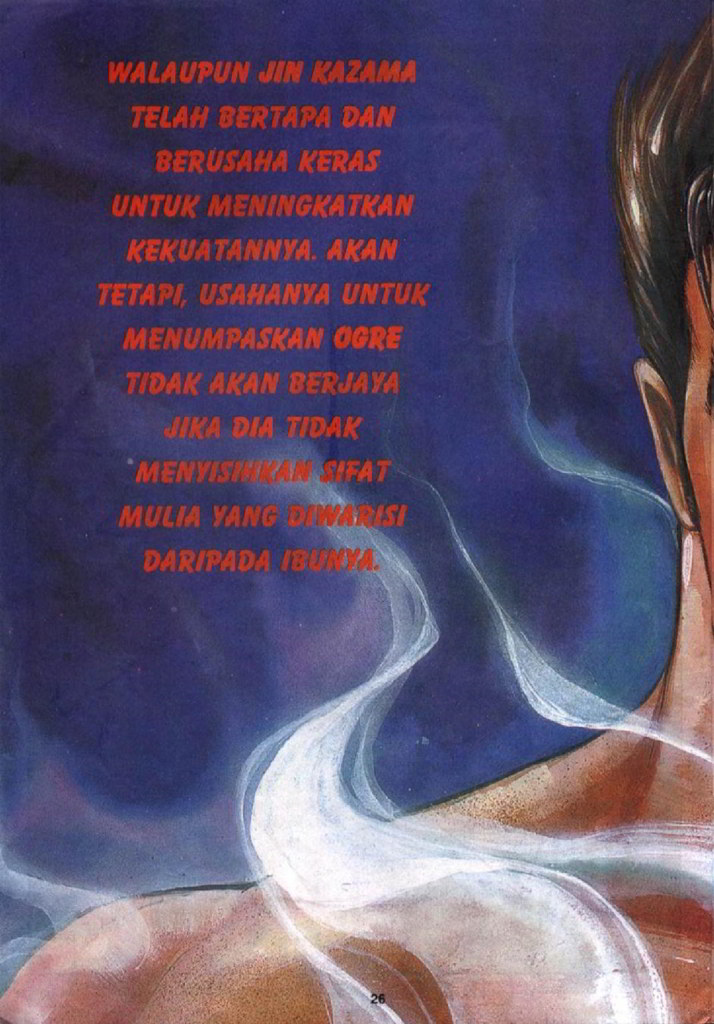 WALAUPUN JIN KAZAMA
TELAH BERTAPA DAN
BERUSAHA KERAS
UNTUK MENINGKATKAN
KEKUATANNYA. AKAN
TETAPI, USAHANYA UNTUK
MENUMPASKAN OGRE
TIDAK AKAN BERJAYA
JIKA DIA TIDAK
MENYISIHKAN SIFAT
MULIA YANG DIWARISI
DARIPADA IBUNYA.
26